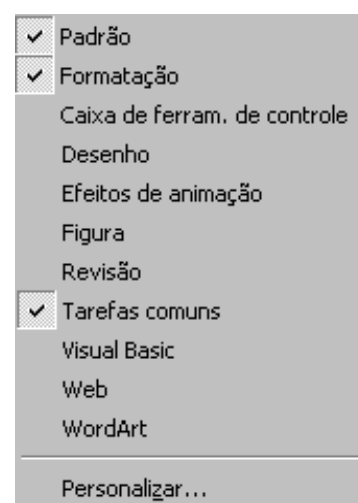 Padrão
Formatação
Caixa de ferram. de controle
Desenho
Efeitos de animação
Figura
Revisão
Tarefas comuns
Visual Basic
Web
WordArt
Personalizar...